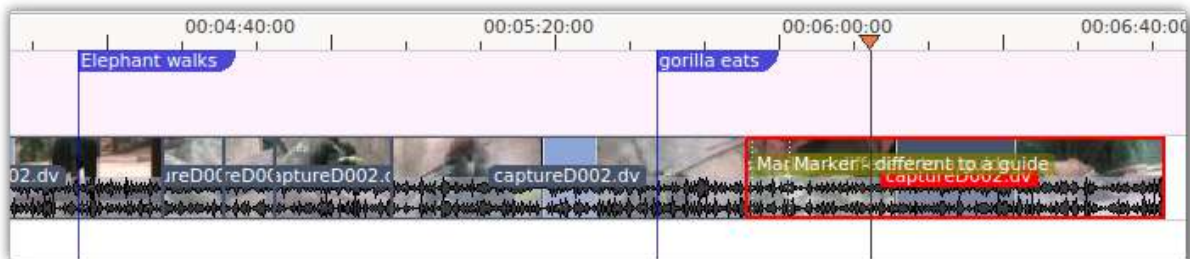 00:04:40:00 00:05:20:00 00:06:00:00 00:06:40:00
Elephant walks gorilla eats
Mar Marker - different to a guide
02.dv captureD002.dv captureD002.dv